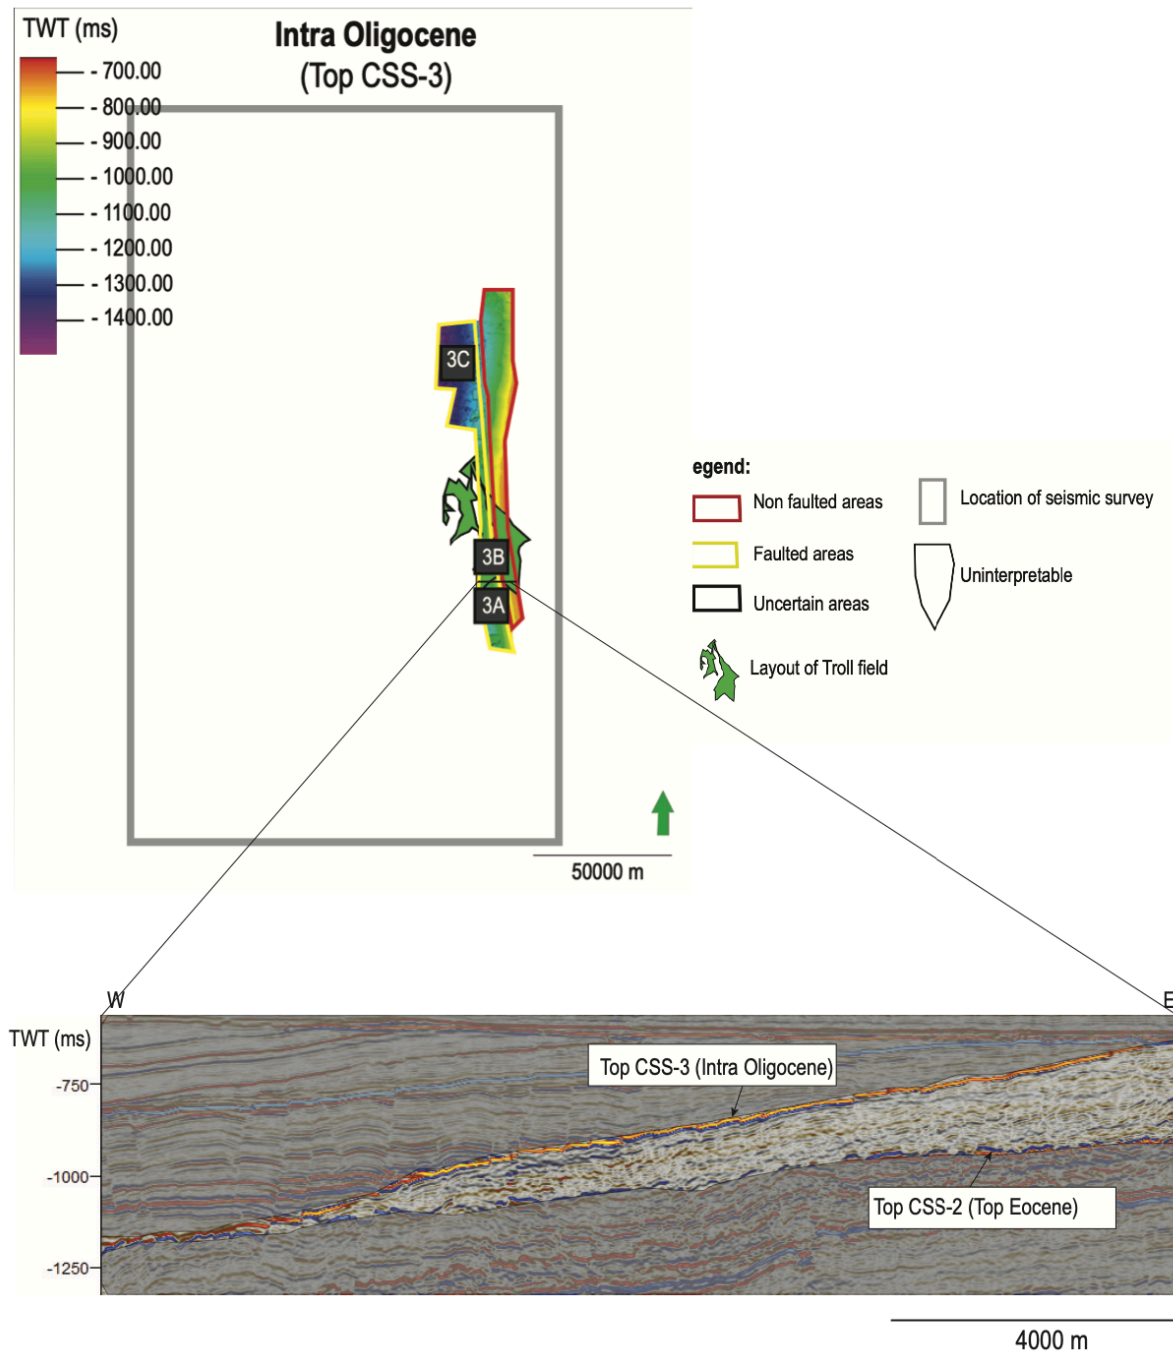 TWT (ms)
Intra Oligocene
(Top CSS-3)
- 700.00
- 800.00
- 900.00
- 1000.00
- 1100.00
- 1200.00
- 1300.00
- 1400.00
3C
3B
3A
egend:
Non faulted areas
Faulted areas
Uncertain areas
Layout of Troll field
Location of seismic survey
Uninterpretable
50000 m
W
E
TWT (ms)
-750
-1000
-1250
Top CSS-3 (Intra Oligocene)
Top CSS-2 (Top Eocene)
4000 m